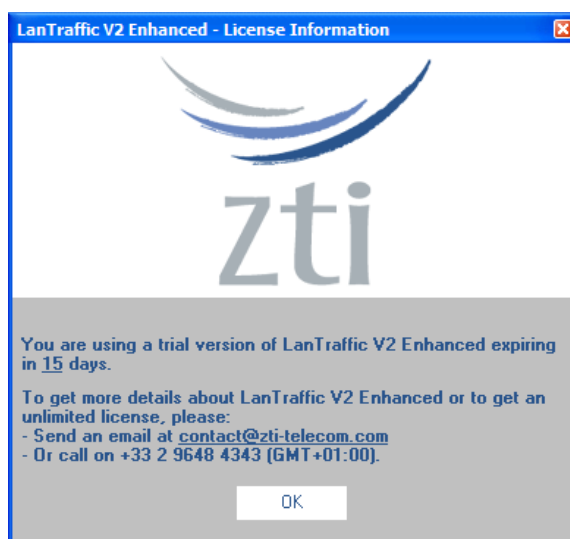 LanTraffic V2 Enhanced - License Information
zti
You are using a trial version of LanTraffic V2 Enhanced expiring
in 15 days.
To get more details about LanTraffic V2 Enhanced or to get an
unlimited license, please:
- Send an email at contact@zti-telecom.com
- Or call on +33 2 9648 4343 (GMT+01:00).
OK